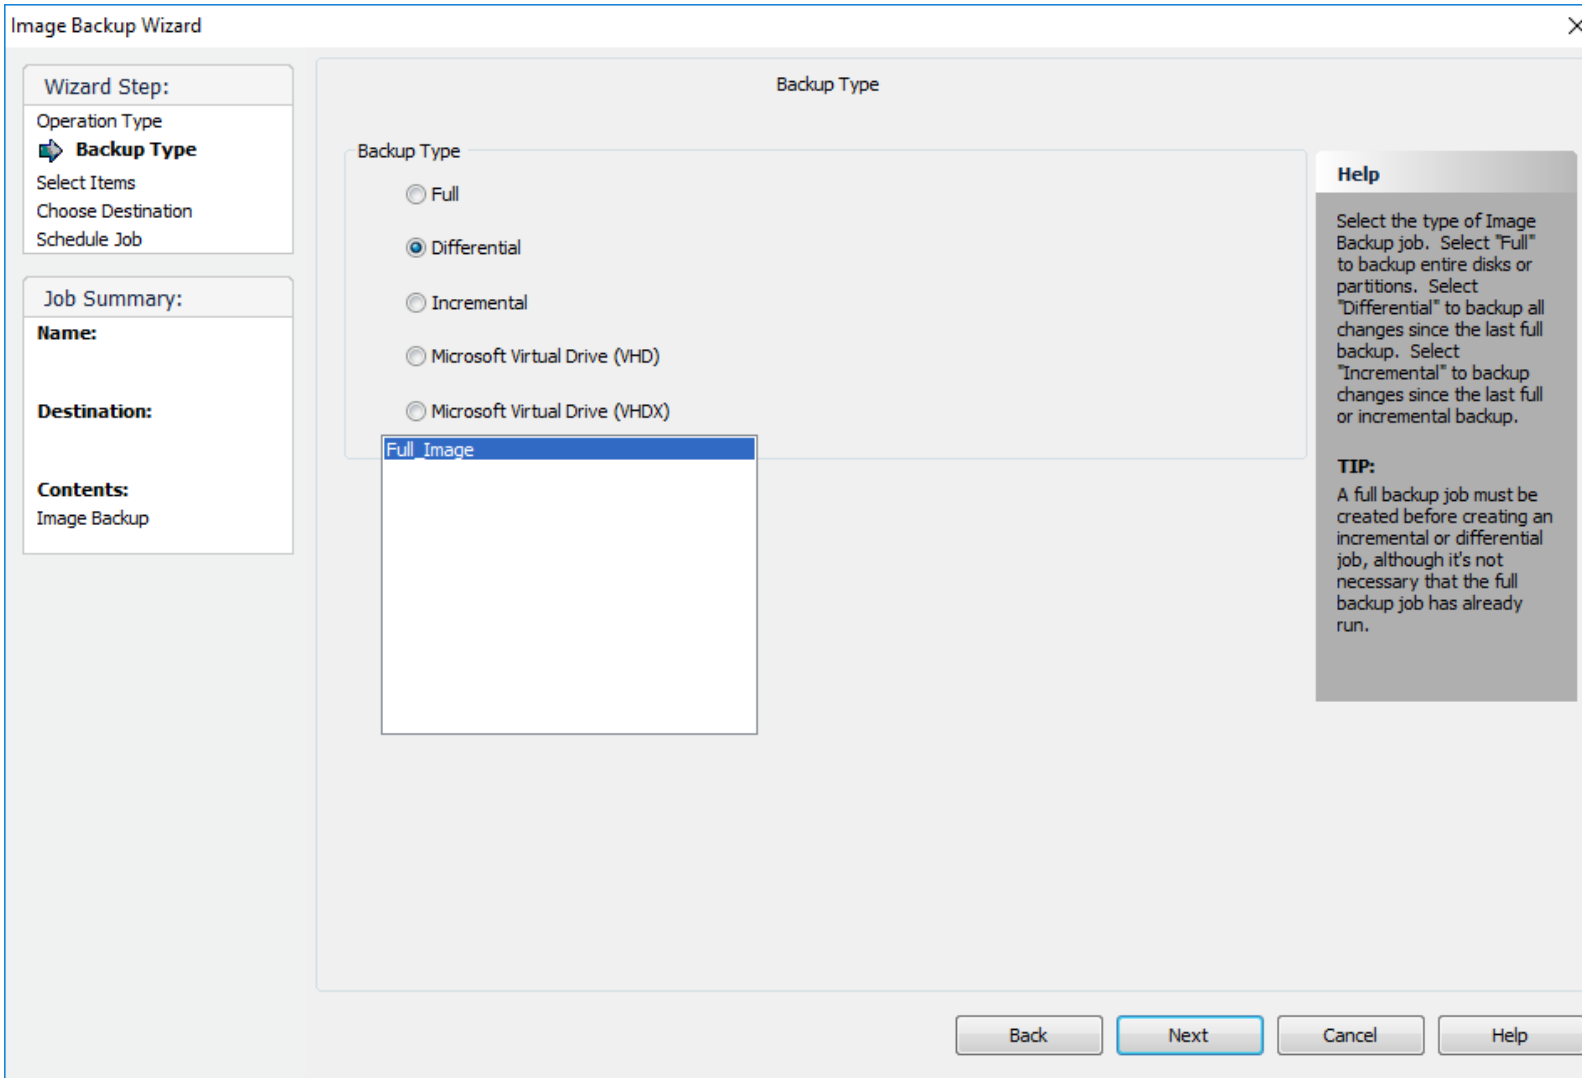 Image Backup Wizard
Wizard Step:
Operation Type
Backup Type
Select Items
Choose Destination
Schedule Job
Job Summary:
Name:
Destination:
Contents:
Image Backup
Backup Type
Backup Type
Full
Differential
Incremental
Microsoft Virtual Drive (VHD)
Microsoft Virtual Drive (VHDX)
Full_Image
Help
Select the type of Image
Backup job.  Select "Full"
to backup entire disks or
partitions.  Select
"Differential" to backup all
changes since the last full
backup.  Select
"Incremental" to backup
changes since the last full
or incremental backup.
TIP:
A full backup job must be
created before creating an
incremental or differential
job, although it's not
necessary that the full
backup job has already
run.
Back
Next
Cancel
Help